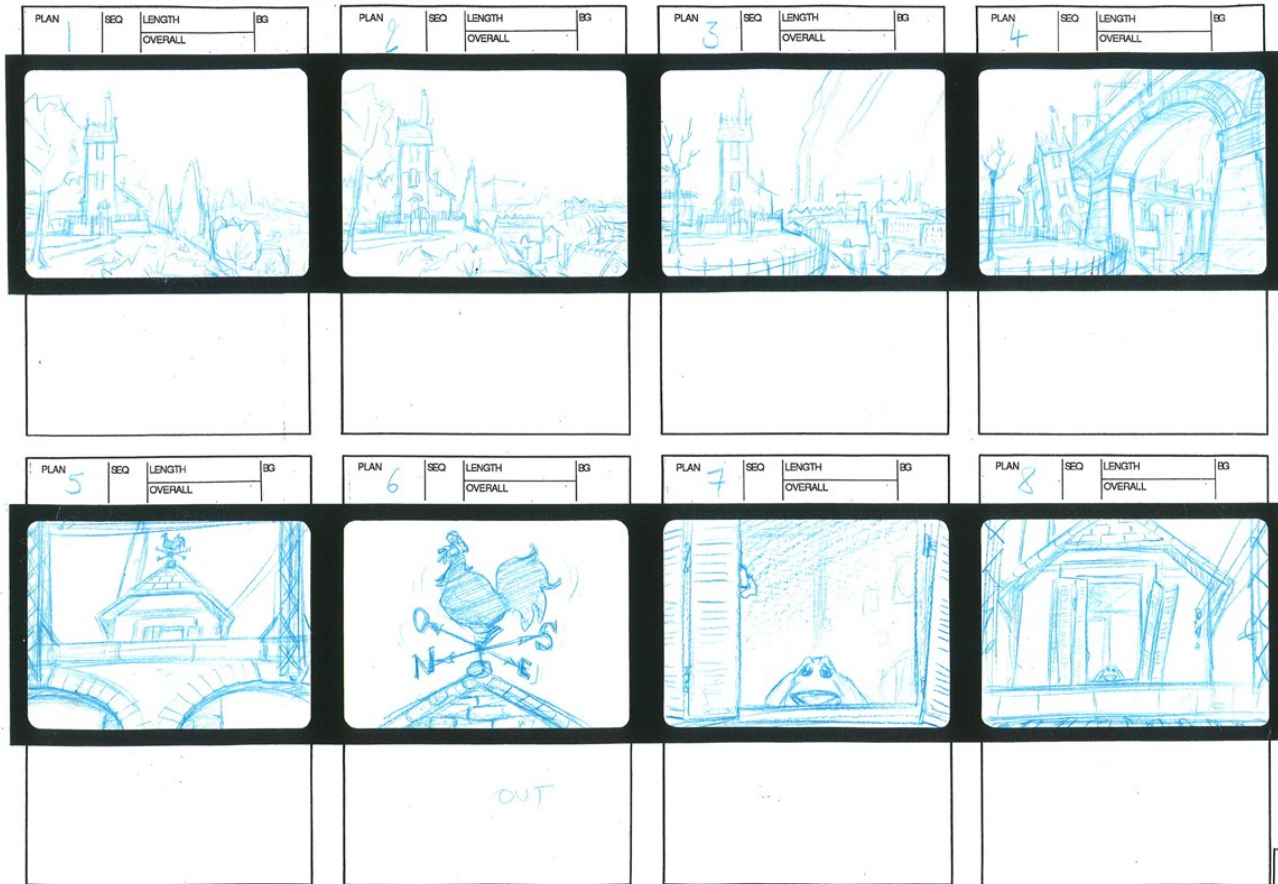 PLAN 1 SEQ LENGTH BG
OVERALL
PLAN 2 SEQ LENGTH BG
OVERALL
PLAN 3 SEQ LENGTH BG
OVERALL
PLAN 4 SEQ LENGTH BG
OVERALL
PLAN 5 SEQ LENGTH BG
OVERALL
PLAN 6 SEQ LENGTH BG
OVERALL
O S
N E
OUT
PLAN 7 SEQ LENGTH BG
OVERALL
PLAN 8 SEQ LENGTH BG
OVERALL